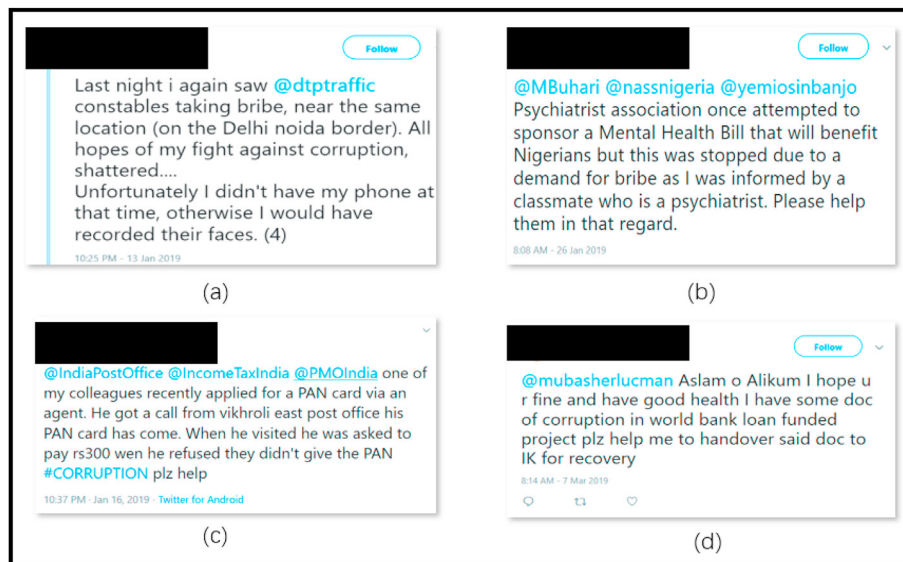 Follow
Last night i again saw @dtptraffic
constables taking bribe, near the same
location (on the Delhi noida border). All
hopes of my fight against corruption,
shattered....
Unfortunately I didn't have my phone at
that time, otherwise I would have
recorded their faces. (4)
10:25 PM - 13 Jan 2019
(a)
Follow
@MBuhari @nassnigeria @yemiosinbanjo
Psychiatrist association once attempted to
sponsor a Mental Health Bill that will benefit
Nigerians but this was stopped due to a
demand for bribe as I was informed by a
classmate who is a psychiatrist. Please help
them in that regard.
8:08 AM - 26 Jan 2019
(b)
@IndiaPostOffice @IncomeTaxIndia @PMOIndia one of
my colleagues recently applied for a PAN card via an
agent. He got a call from vikhroli east post office his
PAN card has come. When he visited he was asked to
pay rs300 wen he refused they didn't give the PAN
#CORRUPTION plz help
10:37 PM · Jan 16, 2019 · Twitter for Android
(c)
Follow
@mubasherlucman Aslam o Alikum I hope u
r fine and have good health I have some doc
of corruption in world bank loan funded
project plz help me to handover said doc to
IK for recovery
8:14 AM - 7 Mar 2019
(d)